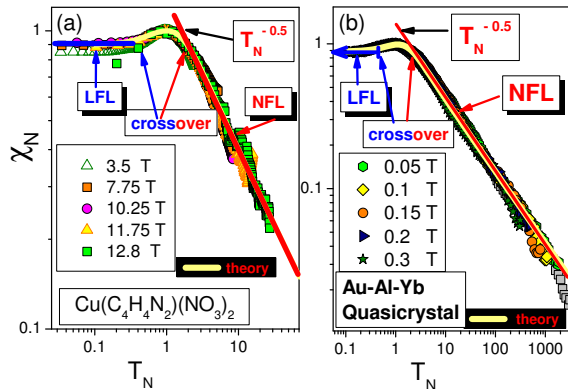 (a)
T_N^-0.5
LFL
NFL
crossover
χ_N
3.5 T
7.75 T
10.25 T
11.75 T
12.8 T
theory
Cu(C₄H₄N₂)(NO₃)₂
1
0.1
0.1
1
10
T_N
(b)
T_N^-0.5
LFL
NFL
crossover
0.05 T
0.1 T
0.15 T
0.2 T
0.3 T
Au-Al-Yb
Quasicrystal
theory
1
0.1
0.1
1
10
100
1000
T_N